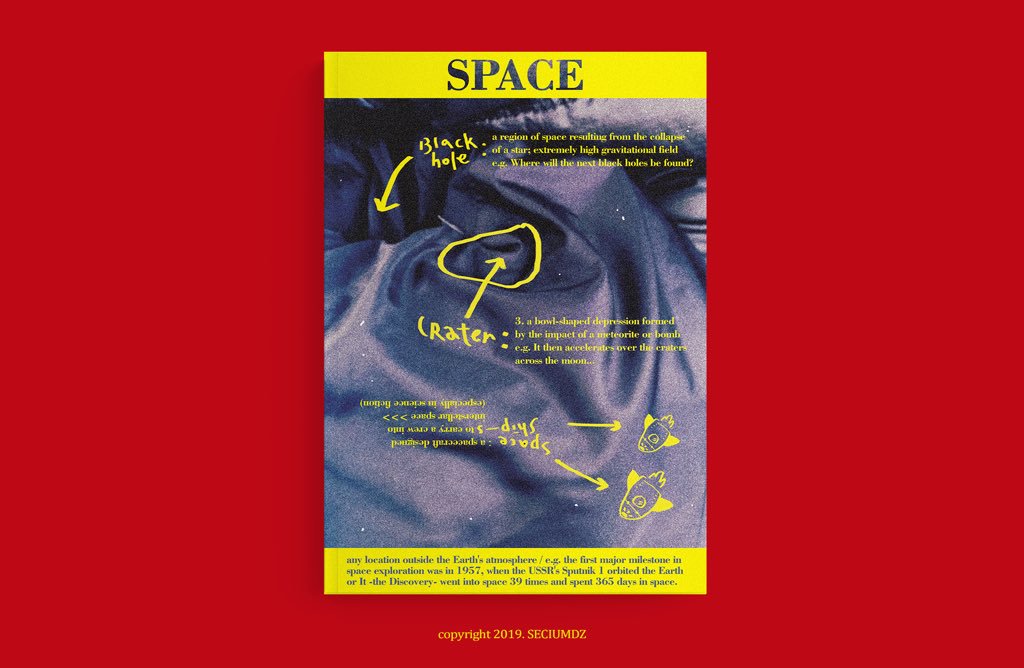 SPACE
Black hole :
a region of space resulting from the collapse
of a star; extremely high gravitational field
e.g. Where will the next black holes be found?
Crater :
3. a bowl-shaped depression formed
by the impact of a meteorite or bomb
e.g. It then accelerates over the craters
across the moon...
Space
Ship —
: a spacecraft designed
s to carry a crew into
interstellar space >>>
(especially in science fiction)
any location outside the Earth's atmosphere / e.g. the first major milestone in
space exploration was in 1957, when the USSR's Sputnik 1 orbited the Earth
or It -the Discovery- went into space 39 times and spent 365 days in space.
copyright 2019. SECIUMDZ